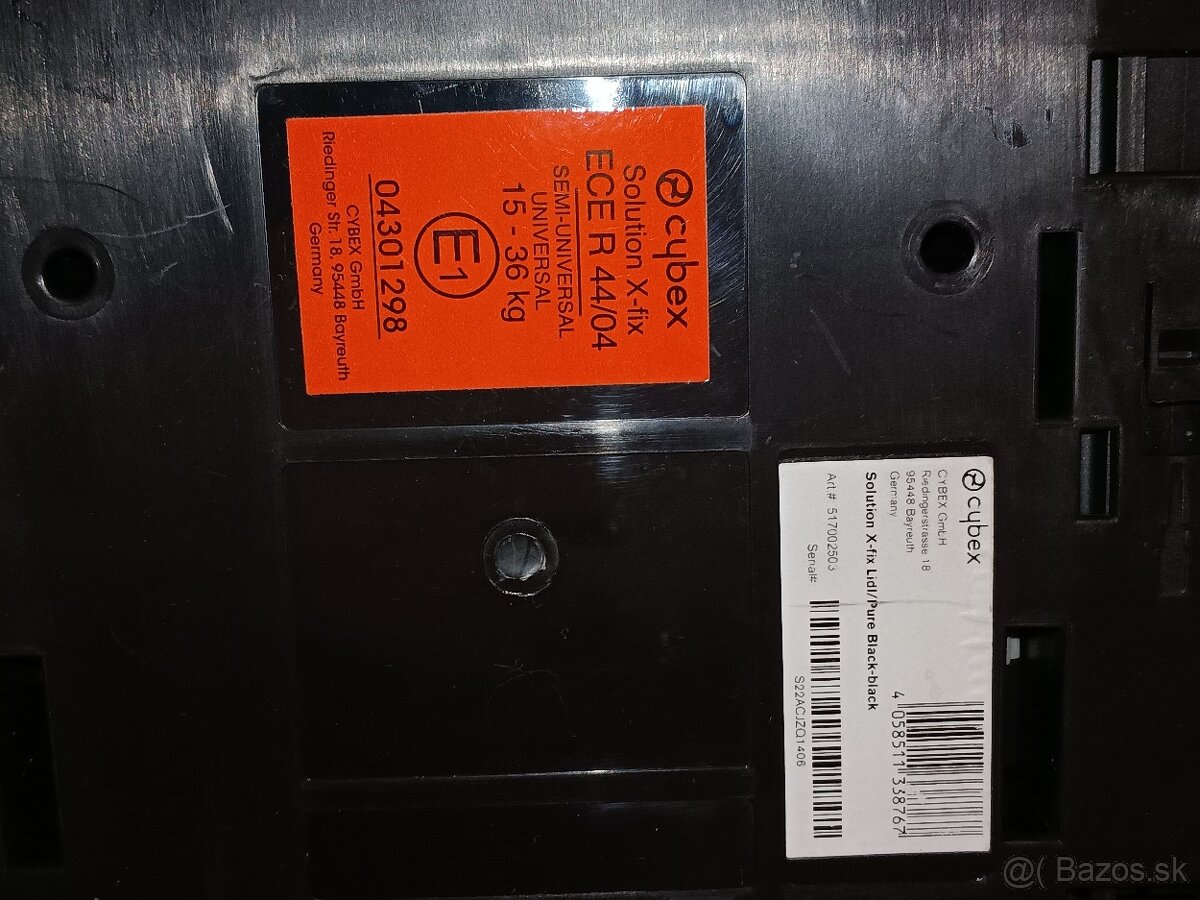 cybex
Solution X-fix
ECE R 44/04
SEMI-UNIVERSAL
UNIVERSAL
15 - 36 kg
E1
04301298
CYBEX GmbH
Riedinger Str. 18, 95448 Bayreuth
Germany
cybex
CYBEX GmbH
Riedingerstrasse 18
95448 Bayreuth
Germany
Solution X-fix Lidl/Pure Black-black
4 058511 338767
Art.# 517002503
Serial#
S22ACJZQ1406
@( Bazos.sk